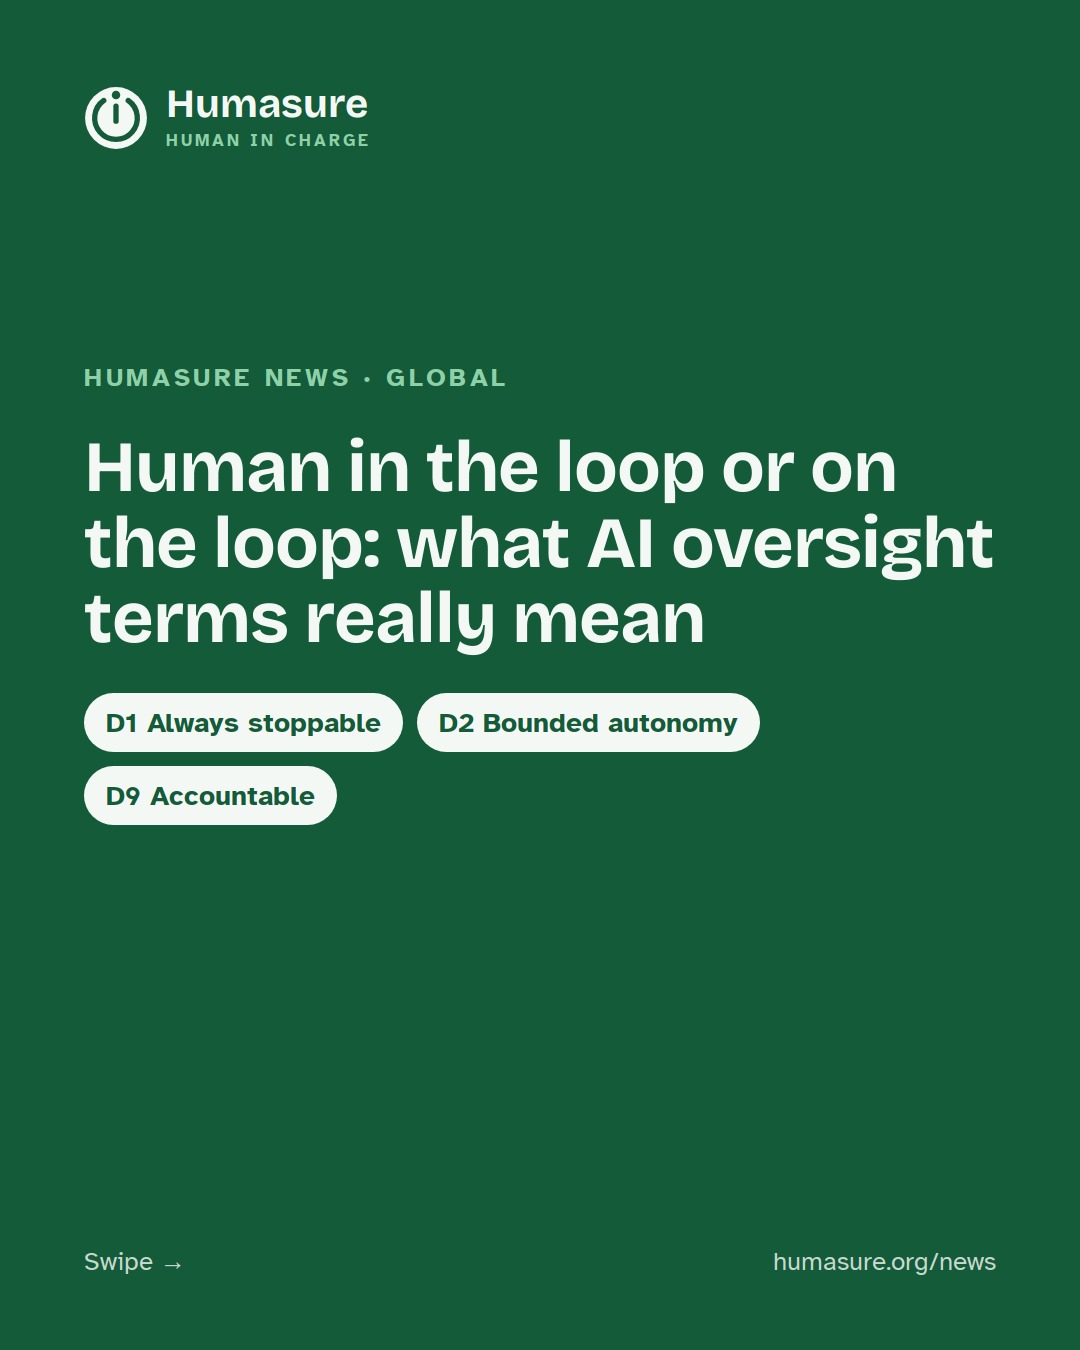 Humasure
HUMAN IN CHARGE
HUMASURE NEWS · GLOBAL
Human in the loop or on
the loop: what AI oversight
terms really mean
D1 Always stoppable
D2 Bounded autonomy
D9 Accountable
Swipe →
humasure.org/news